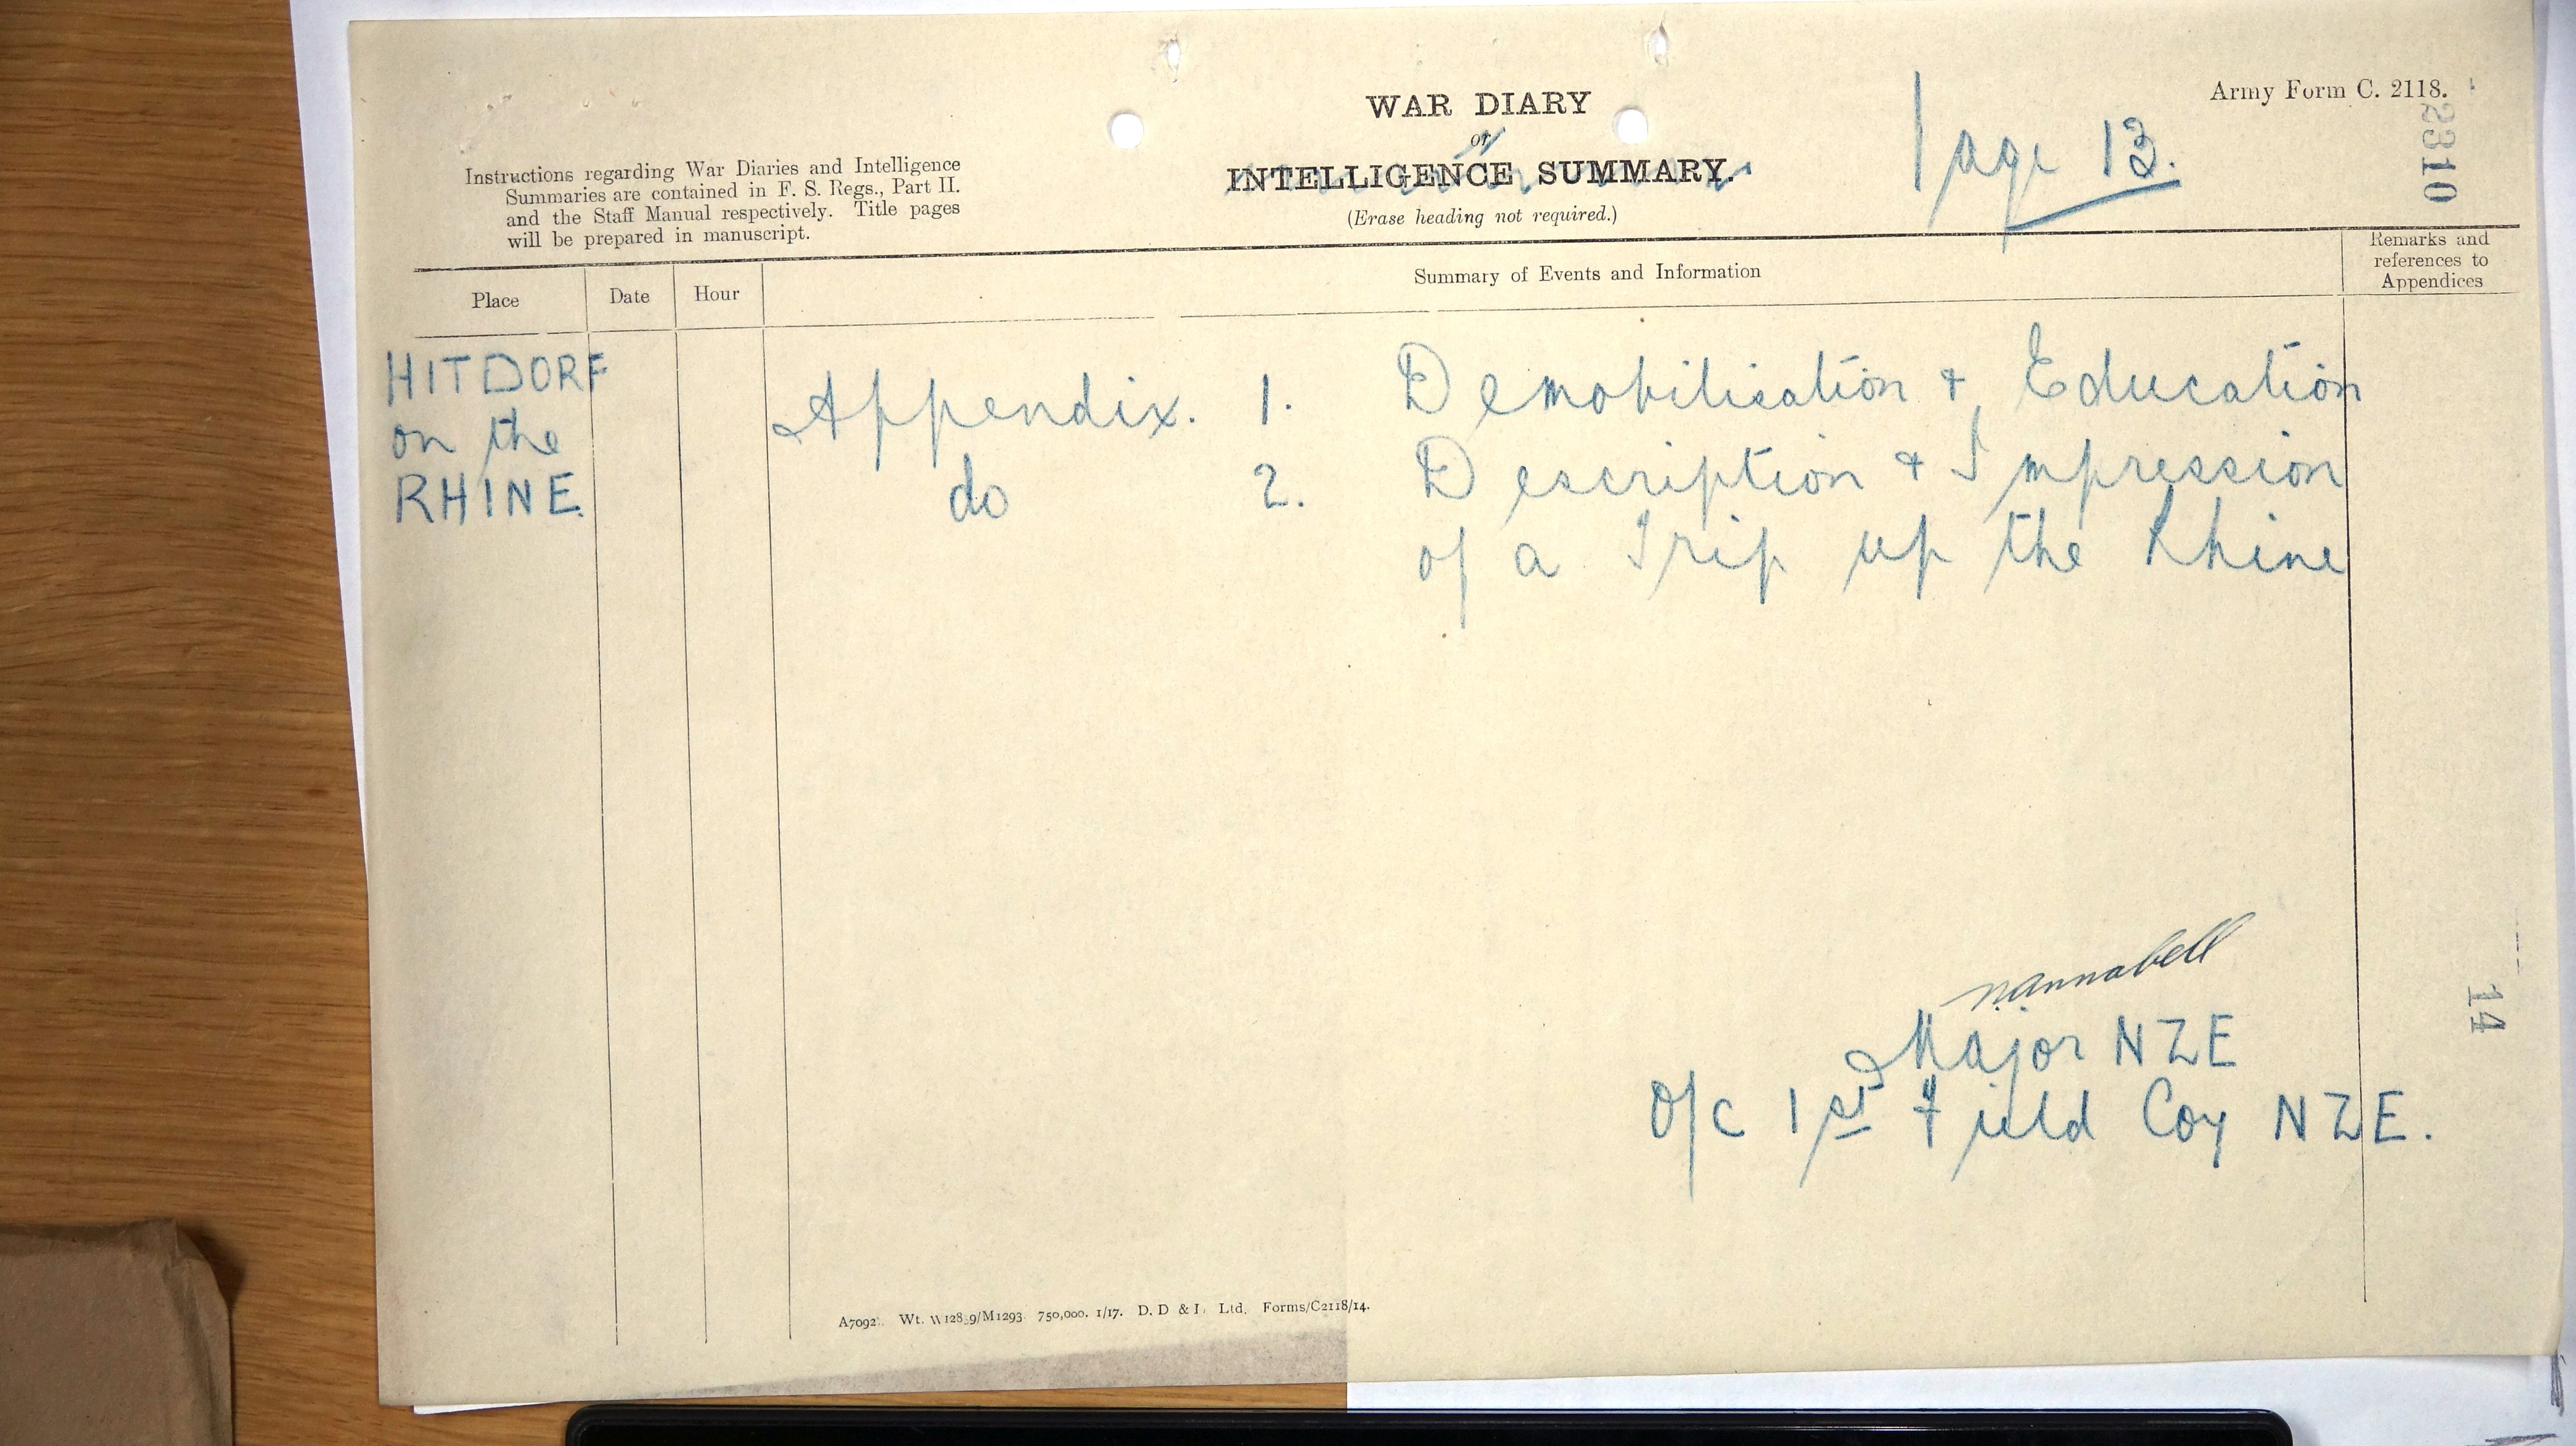 Army Form C. 2118.
2310
WAR DIARY
or
INTELLIGENCE SUMMARY.
(Erase heading not required.)
Page 13.
Instructions regarding War Diaries and Intelligence
Summaries are contained in F. S. Regs., Part II.
and the Staff Manual respectively. Title pages
will be prepared in manuscript.
Place Date Hour Summary of Events and Information Remarks and
references to
Appendices
HITDORF
on the
RHINE.
Appendix. 1. Demobilisation & Education
do 2. Description & Impression
of a Trip up the Rhine
Nannabell
Major NZE
O/C 1st Field Coy NZE.
14
A7092. Wt. 750,000. 1/17. D. D & L. Ltd. Forms/C2118/14.